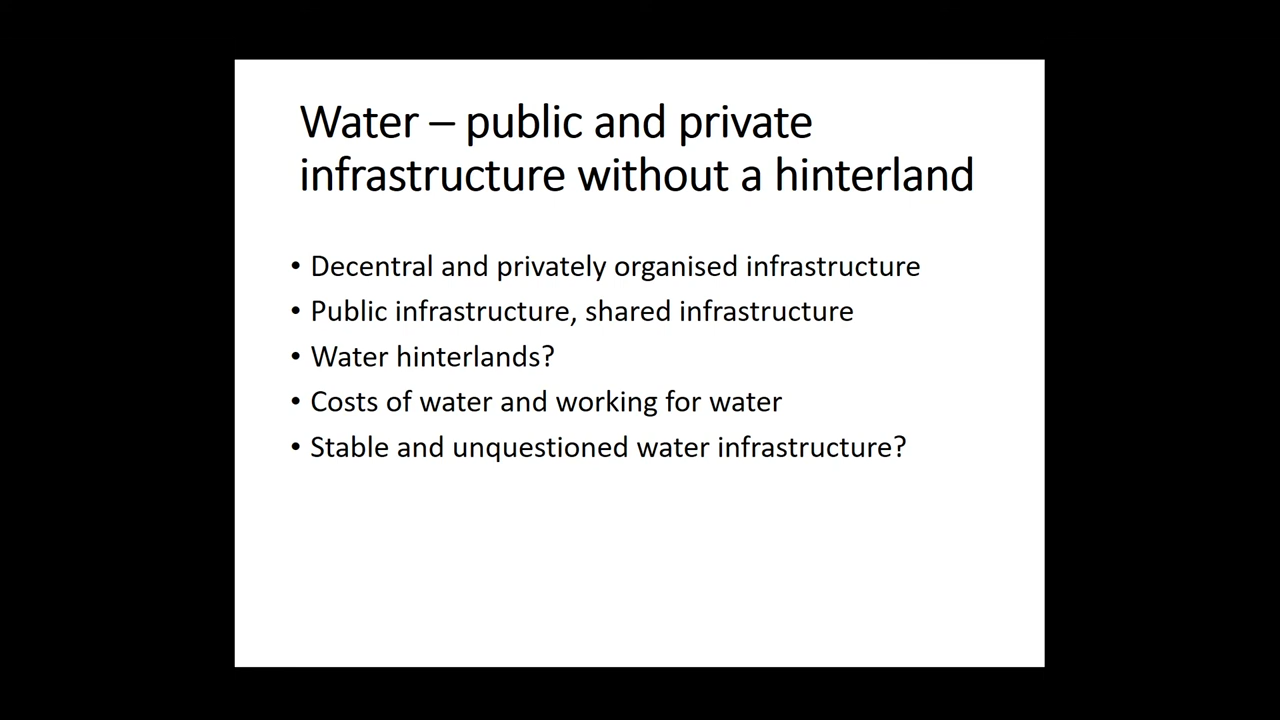 Water – public and private
infrastructure without a hinterland
• Decentral and privately organised infrastructure
• Public infrastructure, shared infrastructure
• Water hinterlands?
• Costs of water and working for water
• Stable and unquestioned water infrastructure?